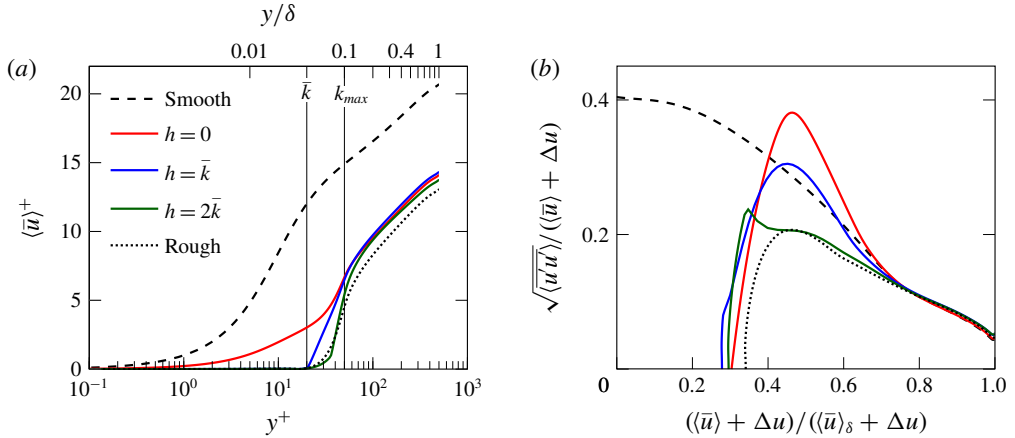 y/δ
(a)
0.01 0.1 0.4 1
20
15
10
5
0
⟨ū⟩⁺
Smooth
h = 0
h = k̄
h = 2k̄
Rough
k̄
k_max
10⁻¹ 10⁰ 10¹ 10² 10³
y⁺
(b)
0.4
0.2
0
√⟨u′u′⟩‾/(⟨ū⟩ + Δu)
0.2 0.4 0.6 0.8 1.0
(⟨ū⟩ + Δu)/(⟨ū⟩_δ + Δu)